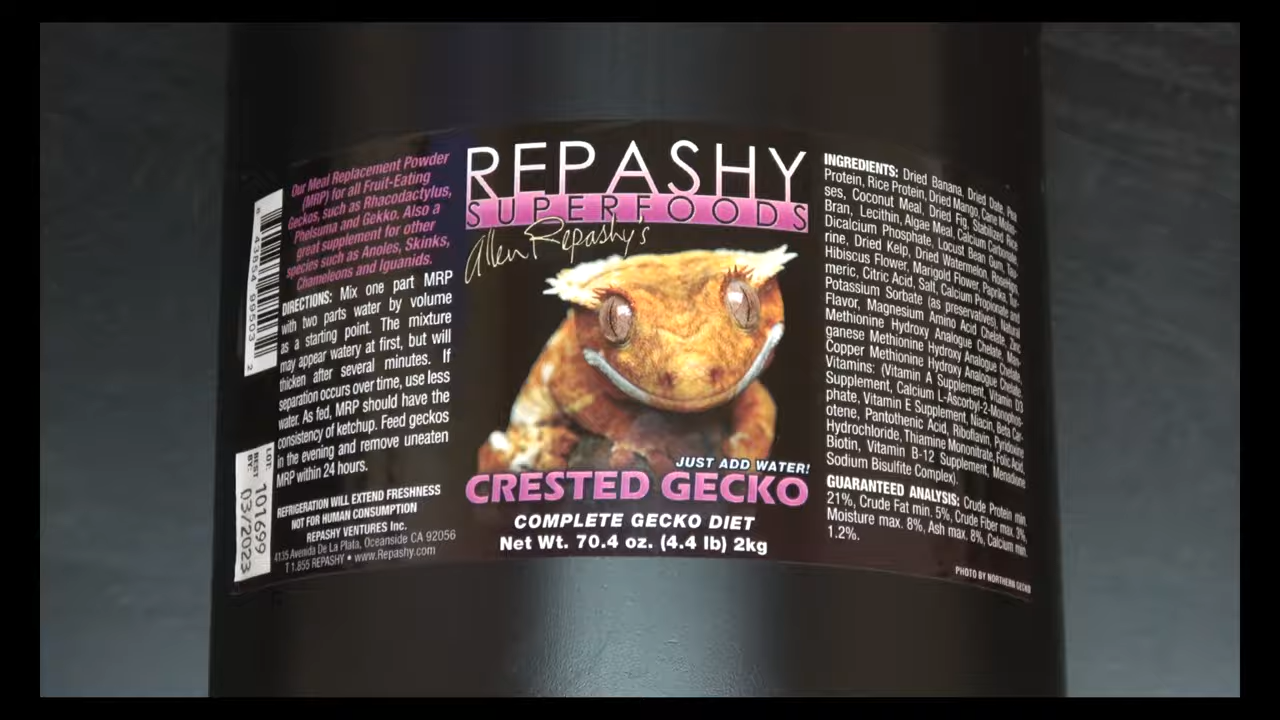 Our Meal Replacement Powder
(MRP) for all Fruit-Eating
Geckos, such as Rhacodactylus,
Phelsuma and Gekko. Also a
great supplement for other
species such as Anoles, Skinks,
Chameleons and Iguanids.
DIRECTIONS: Mix one part MRP
with two parts water by volume
as a starting point. The mixture
may appear watery at first, but will
thicken after several minutes. If
separation occurs over time, use less
water. As fed, MRP should have the
consistency of ketchup. Feed geckos
in the evening and remove uneaten
MRP within 24 hours.
REFRIGERATION WILL EXTEND FRESHNESS
NOT FOR HUMAN CONSUMPTION
REPASHY VENTURES Inc.
4135 Avenida De La Plata, Oceanside CA 92056
T 1.855 REPASHY • www.Repashy.com
LOT: 101699
BEST BY: 03/2023
REPASHY
SUPERFOODS
Allen Repashy's
JUST ADD WATER!
CRESTED GECKO
COMPLETE GECKO DIET
Net Wt. 70.4 oz. (4.4 lb) 2kg
INGREDIENTS: Dried Banana, Dried Date, Pea
Protein, Rice Protein, Dried Mango, Cane Molas-
ses, Coconut Meal, Dried Fig, Stabilized Rice
Bran, Lecithin, Algae Meal, Calcium Carbonate,
Dicalcium Phosphate, Locust Bean Gum, Tau-
rine, Dried Kelp, Dried Watermelon, RoseHips,
Hibiscus Flower, Marigold Flower, Paprika, Tur-
meric, Citric Acid, Salt, Calcium Propionate and
Potassium Sorbate (as preservatives), Natural
Flavor, Magnesium Amino Acid Chelate, Zinc
Methionine Hydroxy Analogue Chelate, Man-
ganese Methionine Hydroxy Analogue Chelate,
Copper Methionine Hydroxy Analogue Chelate.
Vitamins: (Vitamin A Supplement, Vitamin D3
Supplement, Calcium L-Ascorbyl-2-Monophos-
phate, Vitamin E Supplement, Niacin, Beta Car-
otene, Pantothenic Acid, Riboflavin, Pyridoxine
Hydrochloride, Thiamine Mononitrate, Folic Acid,
Biotin, Vitamin B-12 Supplement, Menadione
Sodium Bisulfite Complex).
GUARANTEED ANALYSIS: Crude Protein min.
21%, Crude Fat min. 5%, Crude Fiber max. 3%,
Moisture max. 8%, Ash max. 8%, Calcium min.
1.2%.
PHOTO BY NORTHERN GECKO